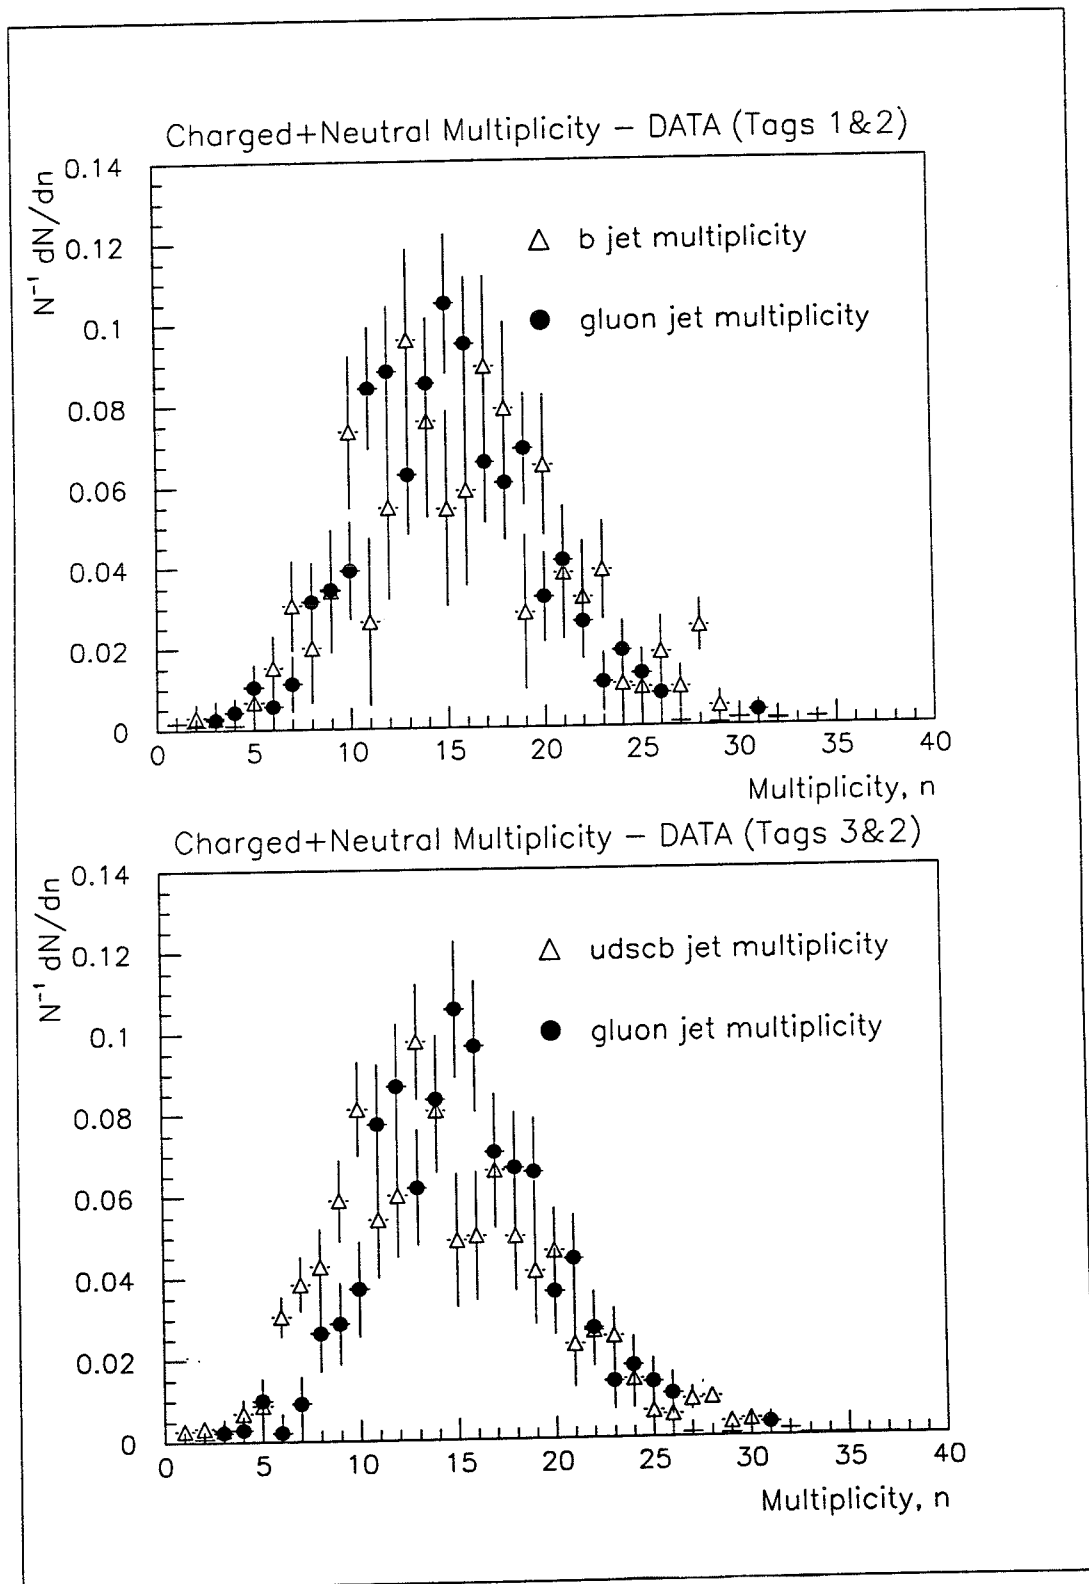 Charged+Neutral Multiplicity – DATA (Tags 1&2)
N⁻¹ dN/dn
0.14
0.12
0.1
0.08
0.06
0.04
0.02
0
b jet multiplicity
gluon jet multiplicity
0 5 10 15 20 25 30 35 40
Multiplicity, n
Charged+Neutral Multiplicity – DATA (Tags 3&2)
N⁻¹ dN/dn
0.14
0.12
0.1
0.08
0.06
0.04
0.02
0
udscb jet multiplicity
gluon jet multiplicity
0 5 10 15 20 25 30 35 40
Multiplicity, n